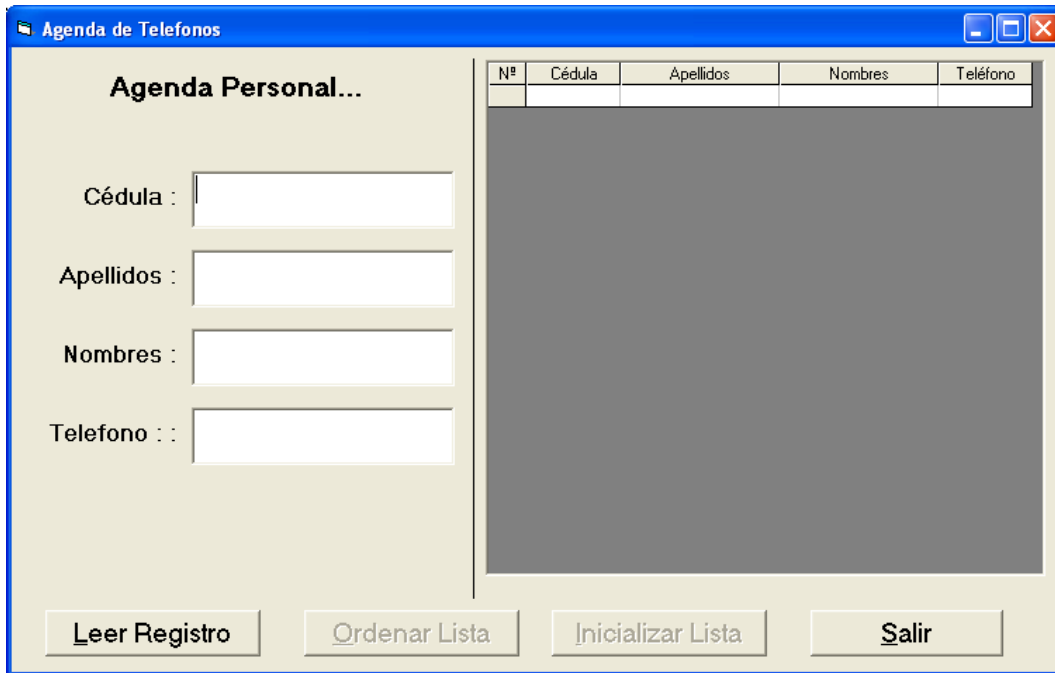 Agenda de Telefonos
Agenda Personal...
Cédula :
Apellidos :
Nombres :
Telefono : :
Nº Cédula Apellidos Nombres Teléfono
Leer Registro Ordenar Lista Inicializar Lista Salir